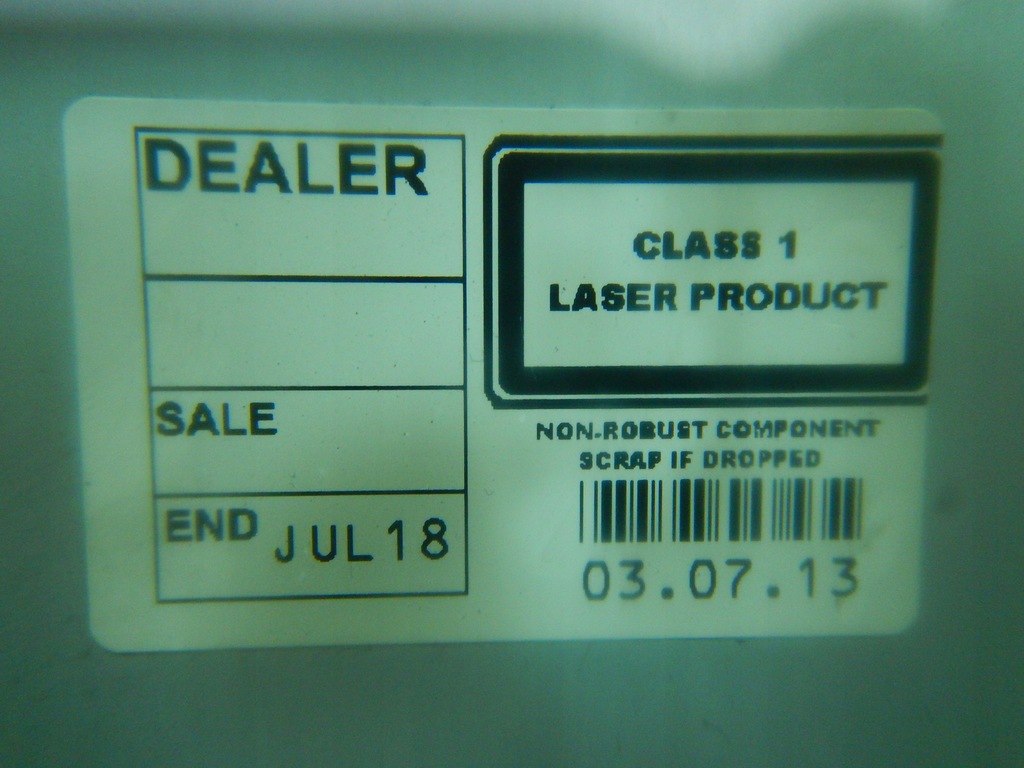 DEALER
SALE
END JUL18
CLASS 1
LASER PRODUCT
NON-ROBUST COMPONENT
SCRAP IF DROPPED
03.07.13